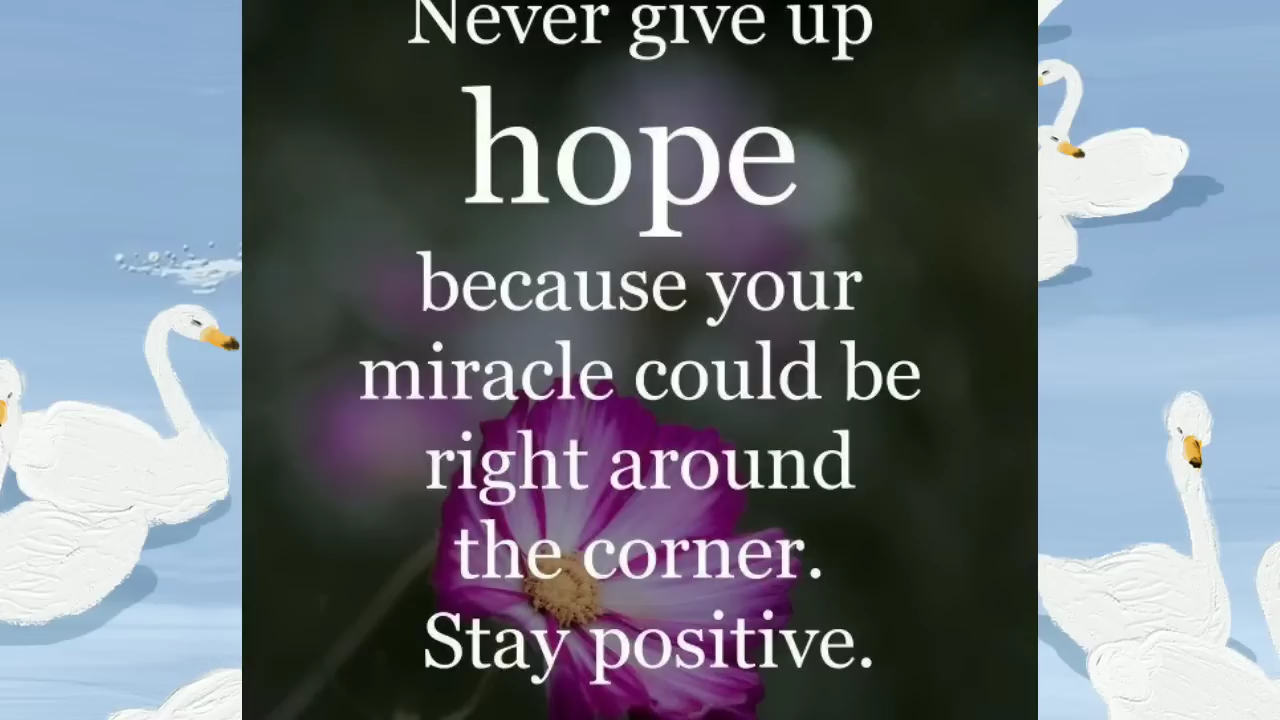 Never give up
hope
because your
miracle could be
right around
the corner.
Stay positive.